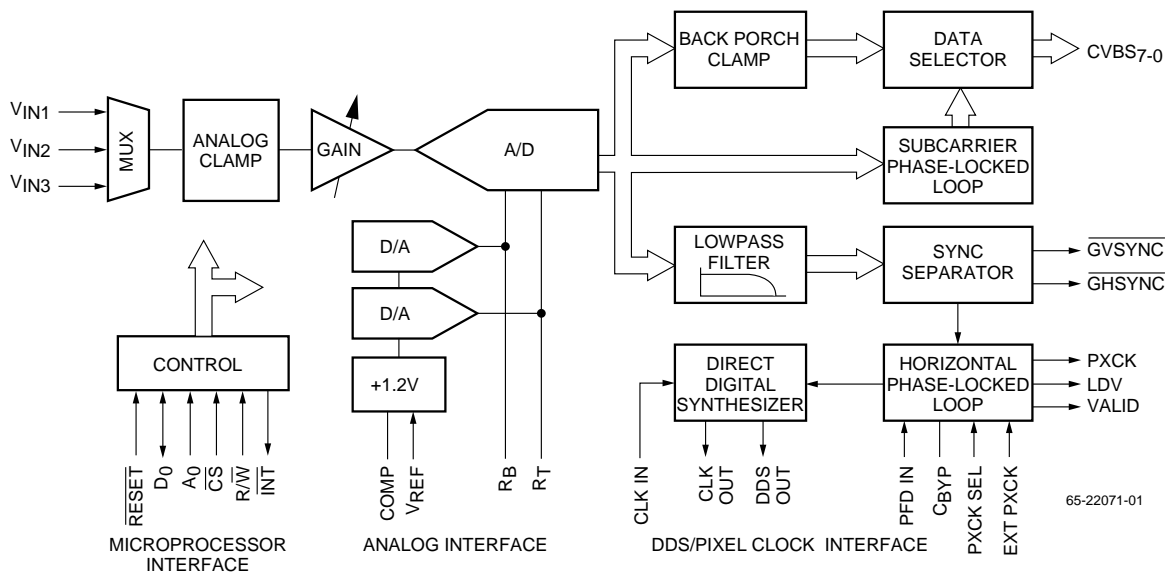 BACK PORCH
CLAMP
DATA
SELECTOR
CVBS7-0
VIN1
VIN2
VIN3
MUX
ANALOG
CLAMP
GAIN
A/D
SUBCARRIER
PHASE-LOCKED
LOOP
D/A
D/A
+1.2V
LOWPASS
FILTER
SYNC
SEPARATOR
GVSYNC
GHSYNC
CONTROL
DIRECT
DIGITAL
SYNTHESIZER
HORIZONTAL
PHASE-LOCKED
LOOP
PXCK
LDV
VALID
RESET
D0
A0
CS
R/W
INT
COMP
VREF
RB
RT
CLK IN
CLK
OUT
DDS
OUT
PFD IN
CBYP
PXCK SEL
EXT PXCK
65-22071-01
MICROPROCESSOR
INTERFACE
ANALOG INTERFACE
DDS/PIXEL CLOCK INTERFACE